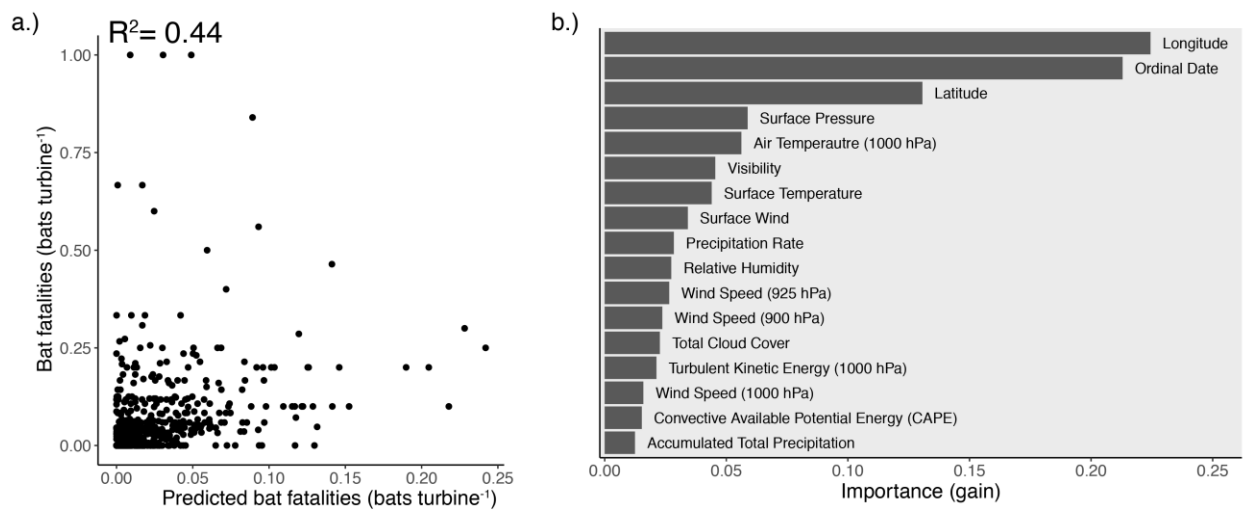 a.)
R²= 0.44
1.00
0.75
0.50
0.25
0.00
Bat fatalities (bats turbine⁻¹)
0.00 0.05 0.10 0.15 0.20 0.25
Predicted bat fatalities (bats turbine⁻¹)
b.)
Longitude
Ordinal Date
Latitude
Surface Pressure
Air Temperautre (1000 hPa)
Visibility
Surface Temperature
Surface Wind
Precipitation Rate
Relative Humidity
Wind Speed (925 hPa)
Wind Speed (900 hPa)
Total Cloud Cover
Turbulent Kinetic Energy (1000 hPa)
Wind Speed (1000 hPa)
Convective Available Potential Energy (CAPE)
Accumulated Total Precipitation
0.00 0.05 0.10 0.15 0.20 0.25
Importance (gain)